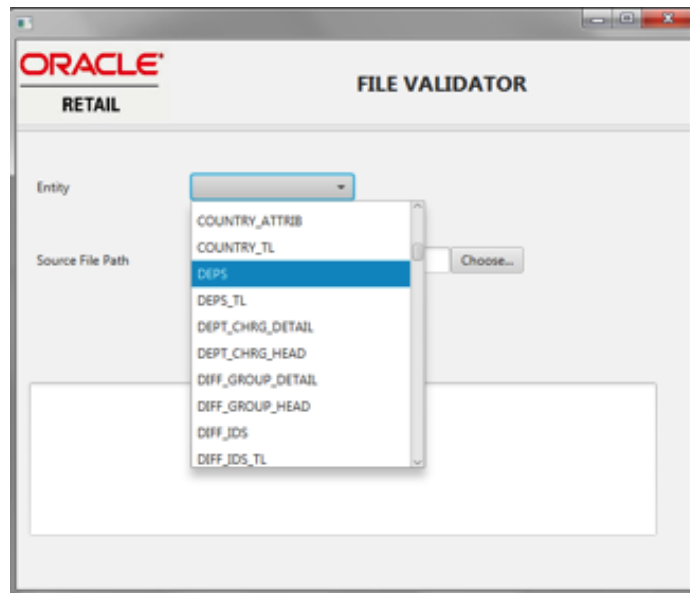 ORACLE
RETAIL
FILE VALIDATOR
Entity
COUNTRY_ATTRIB
COUNTRY_TL
Source File Path
Choose...
DEPS
DEPS_TL
DEPT_CHRG_DETAIL
DEPT_CHRG_HEAD
DIFF_GROUP_DETAIL
DIFF_GROUP_HEAD
DIFF_IDS
DIFF_IDS_TL